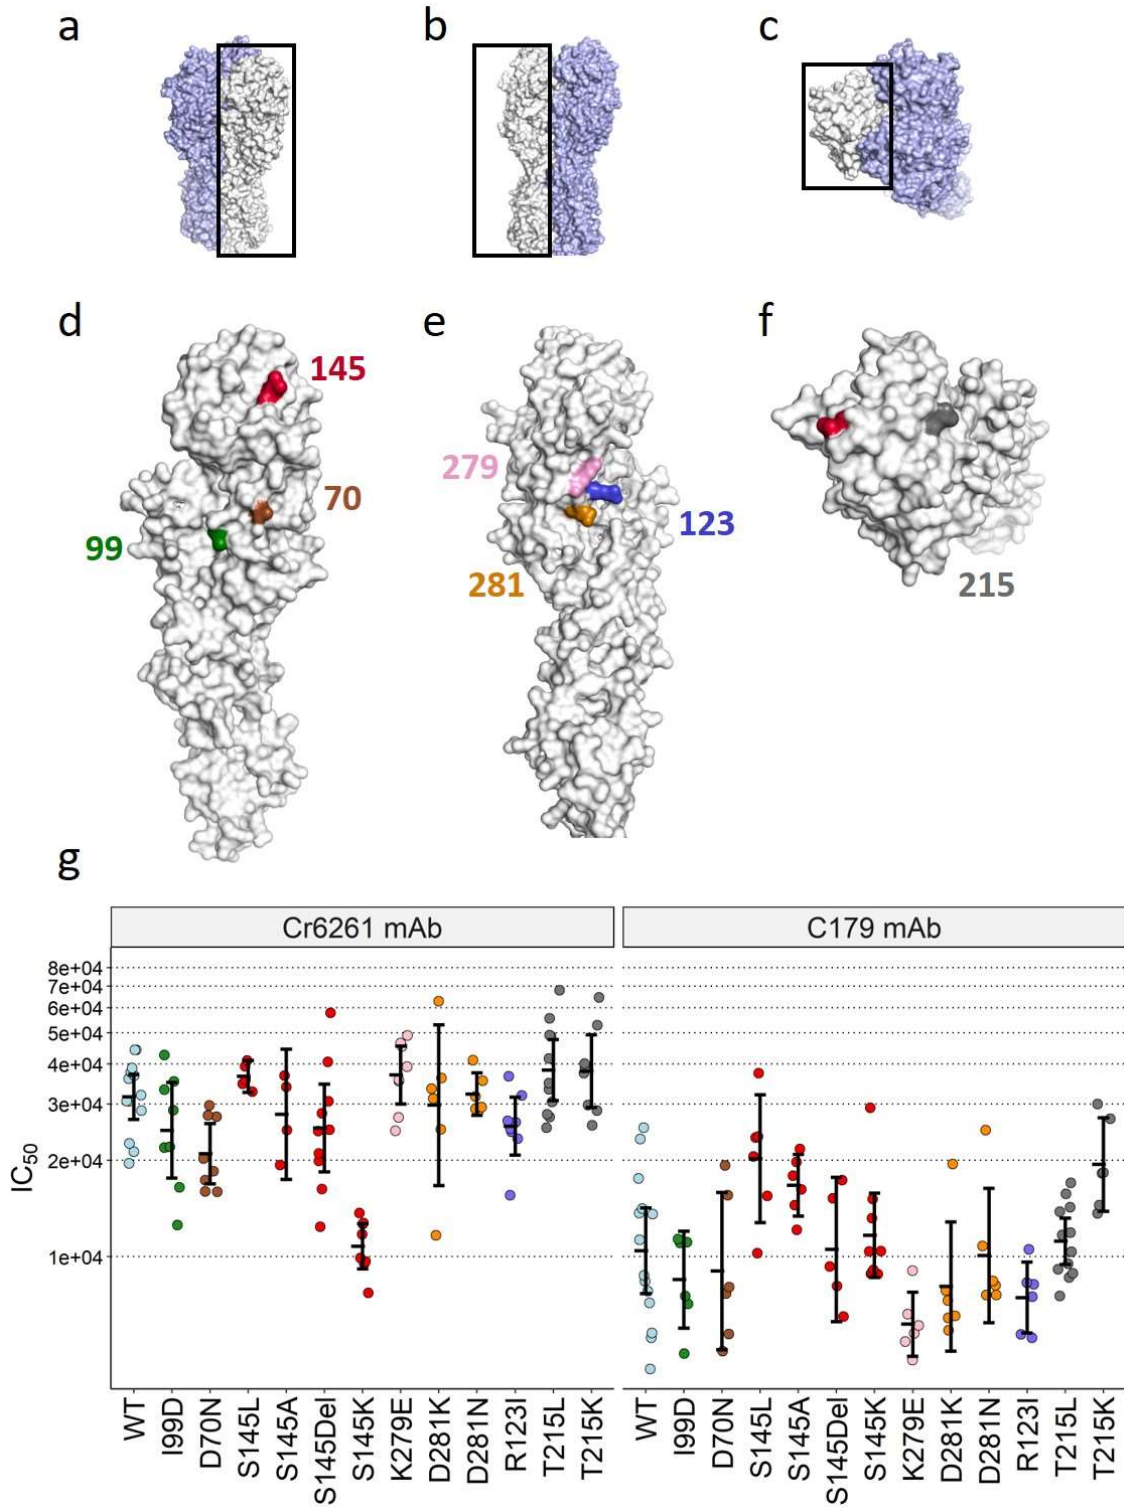 a
b
c
d
e
f
145
279
70
123
99
281
215
g
Cr6261 mAb
C179 mAb
8e+04
7e+04
6e+04
5e+04
4e+04
3e+04
2e+04
1e+04
IC50
WT
I99D
D70N
S145L
S145A
S145Del
S145K
K279E
D281K
D281N
R123I
T215L
T215K
WT
I99D
D70N
S145L
S145A
S145Del
S145K
K279E
D281K
D281N
R123I
T215L
T215K